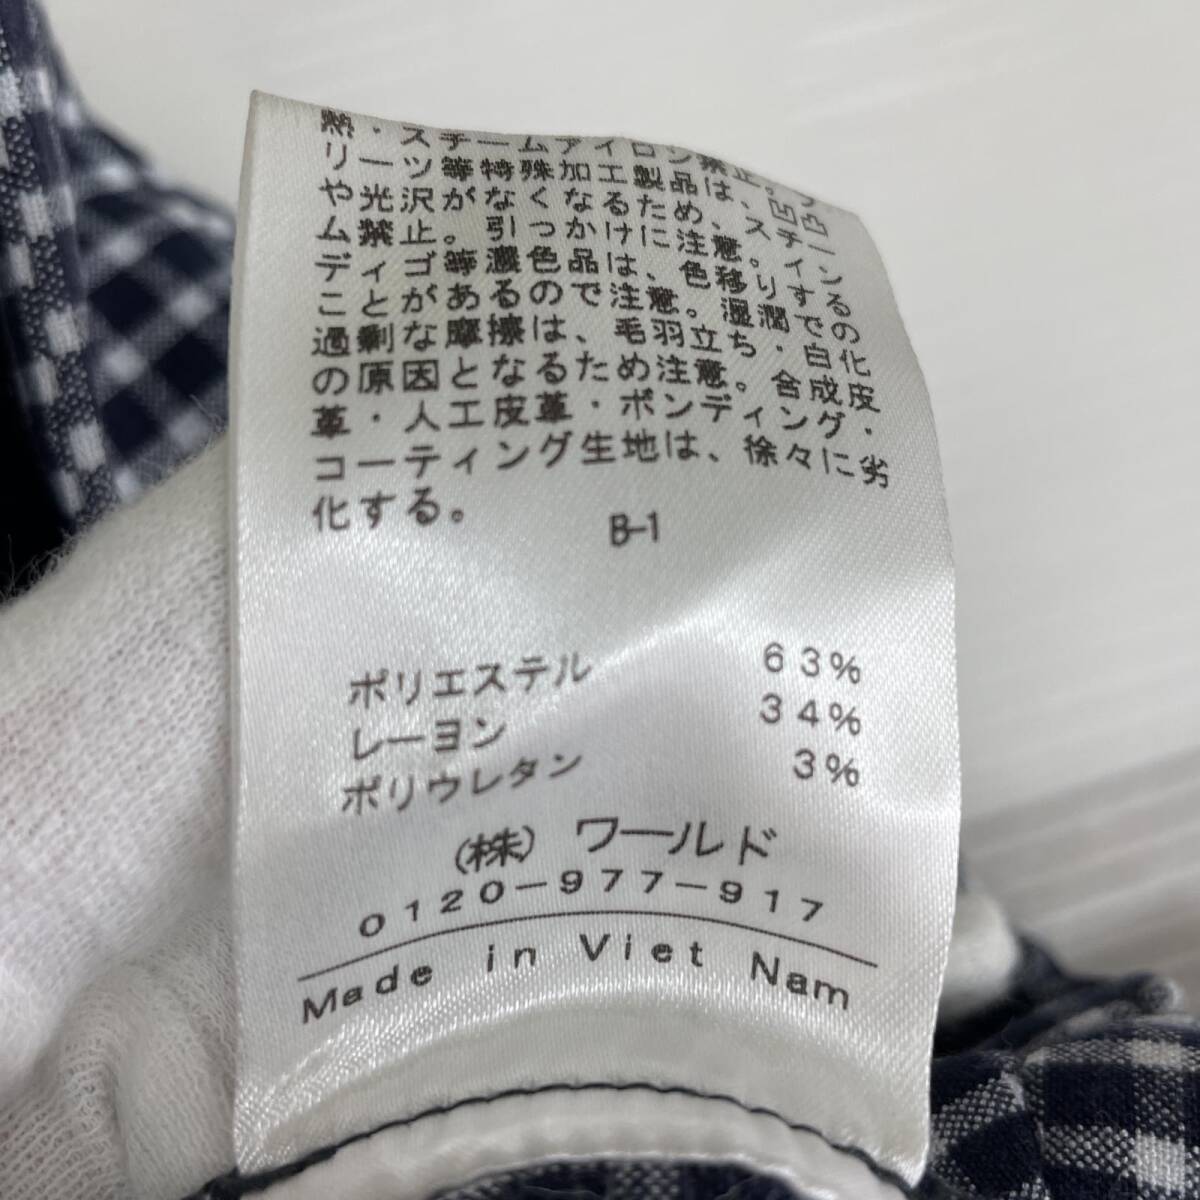 熱・スチームアイロン禁止。プ
リーツ等特殊加工製品は、凹凸
や光沢がなくなるため、スチー
ム禁止。引っかけに注意。イン
ディゴ等濃色品は、色移りする
ことがあるので注意。湿潤での
過剰な摩擦は、毛羽立ち・白化
の原因となるため注意。合成皮
革・人工皮革・ボンディング・
コーティング生地は、徐々に劣
化する。
B-1
ポリエステル 63%
レーヨン 34%
ポリウレタン 3%
(株) ワールド
0120-977-917
Made in Viet Nam